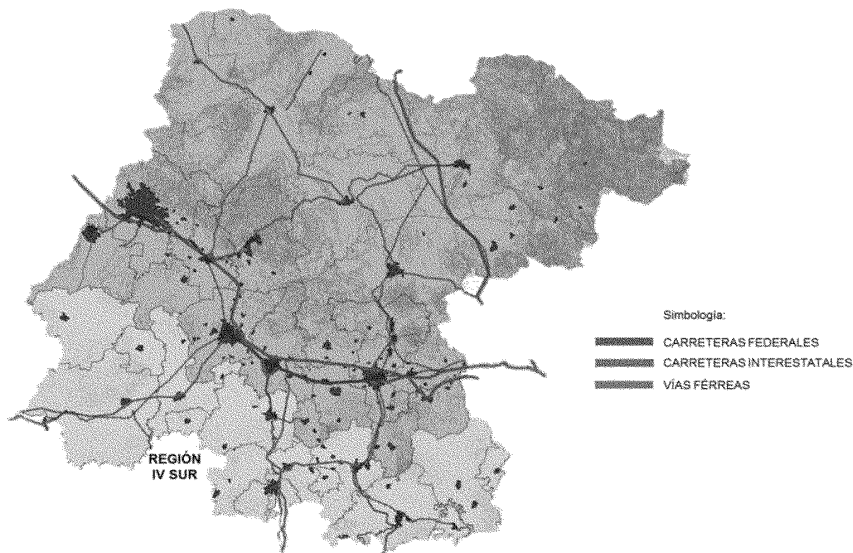 Simbología:
CARRETERAS FEDERALES
CARRETERAS INTERESTATALES
VÍAS FÉRREAS
REGIÓN
IV SUR